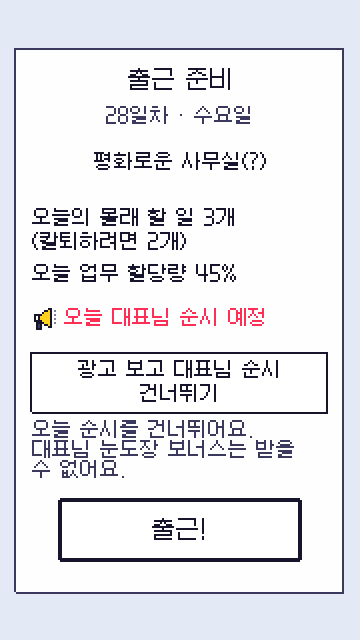 출근 준비
28일차 · 수요일
평화로운 사무실(?)
오늘의 몰래 할 일 3개
(칼퇴하려면 2개)
오늘 업무 할당량 45%
오늘 대표님 순시 예정
광고 보고 대표님 순시
건너뛰기
오늘 순시를 건너뛰어요.
대표님 눈도장 보너스는 받을
수 없어요.
출근!